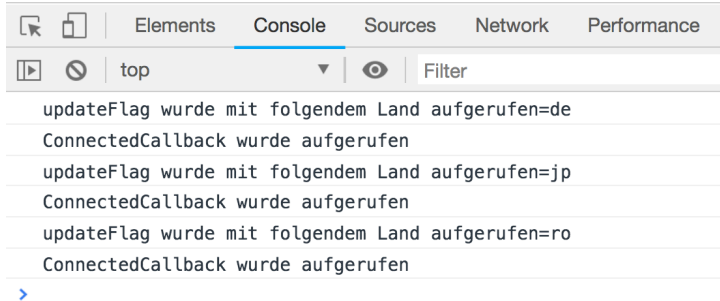 Elements Console Sources Network Performance
top Filter
updateFlag wurde mit folgendem Land aufgerufen=de
ConnectedCallback wurde aufgerufen
updateFlag wurde mit folgendem Land aufgerufen=jp
ConnectedCallback wurde aufgerufen
updateFlag wurde mit folgendem Land aufgerufen=ro
ConnectedCallback wurde aufgerufen